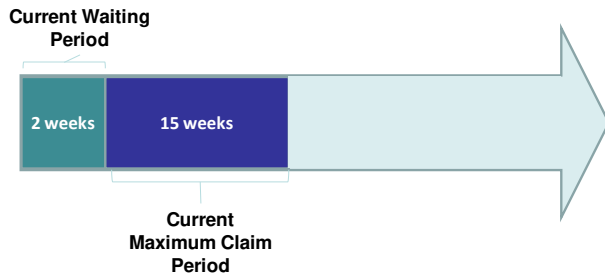 Current Waiting
Period
2 weeks
15 weeks
Current
Maximum Claim
Period